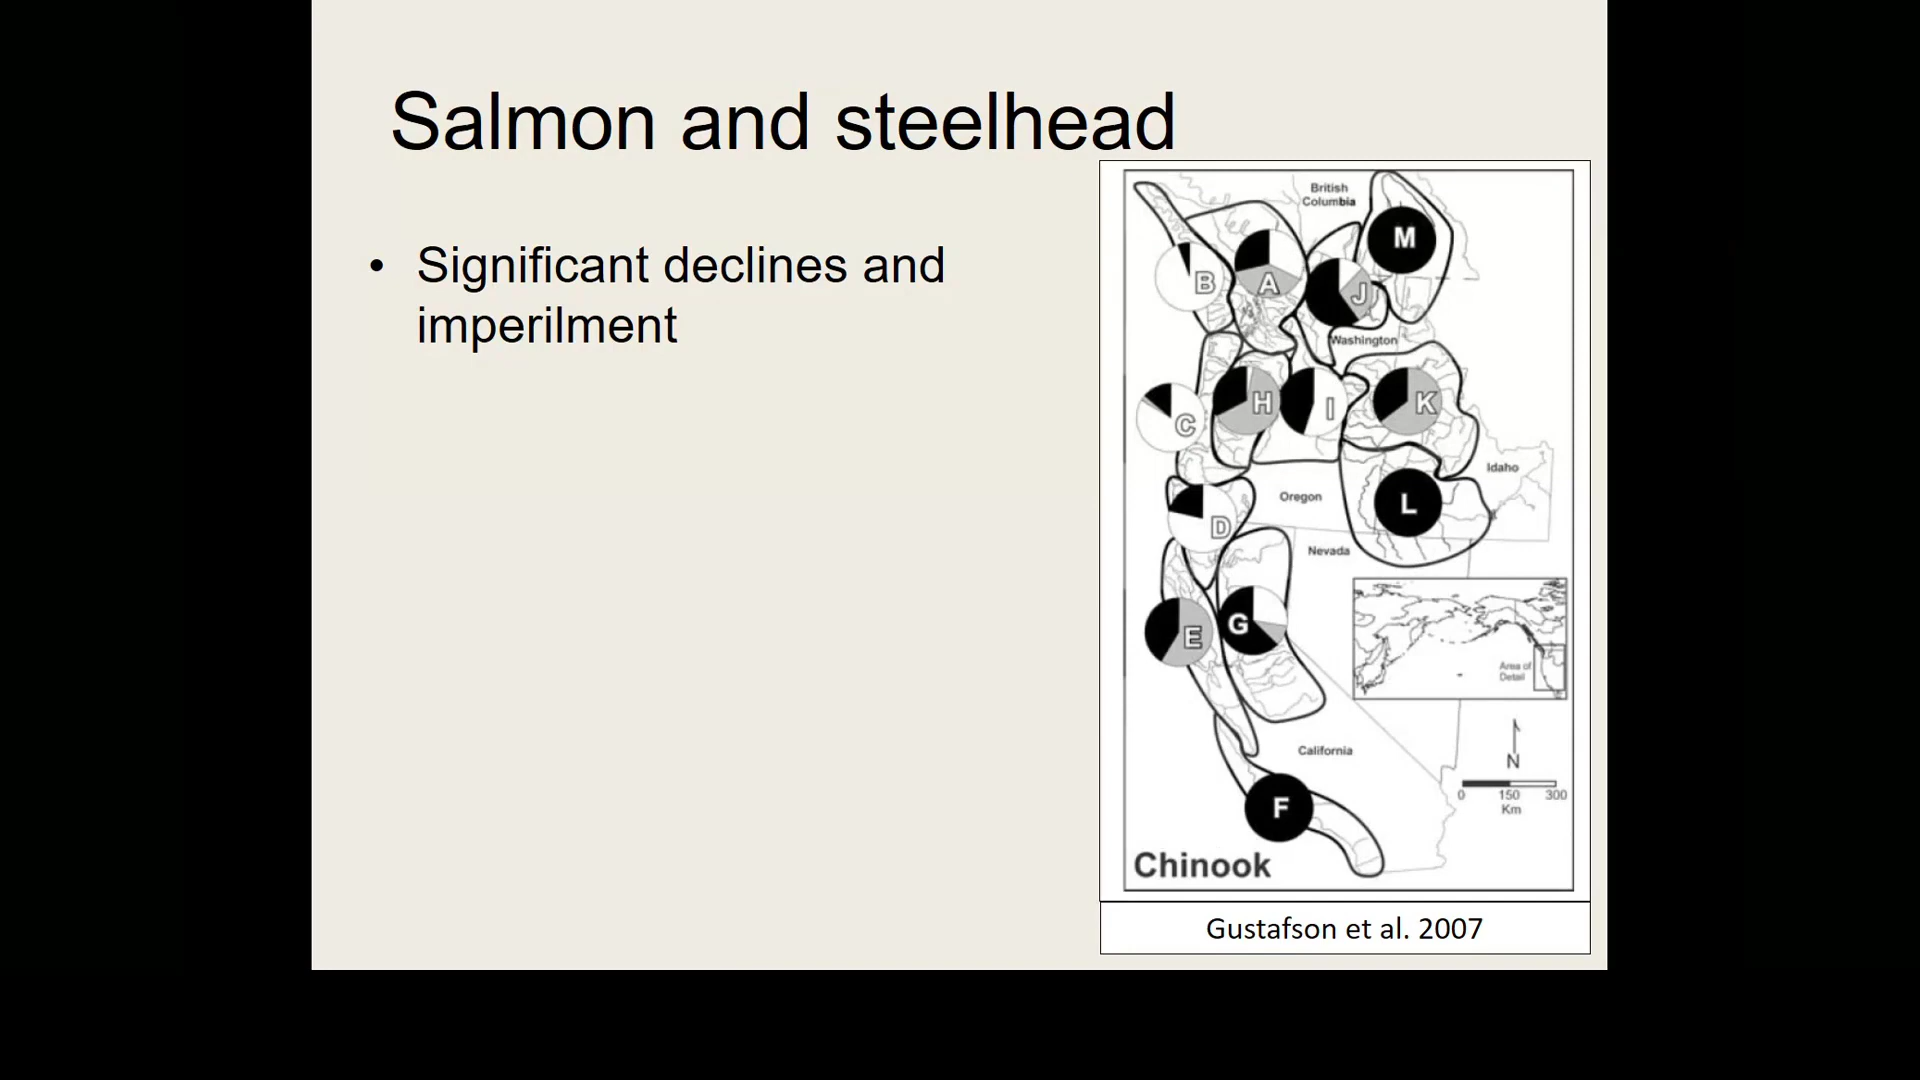 Salmon and steelhead
• Significant declines and
imperilment
British
Columbia
M
B
A
J
Washington
C
H
I
K
Idaho
Oregon
L
D
Nevada
E
G
Area of
Detail
California
N
0 150 300
Km
F
Chinook
Gustafson et al. 2007